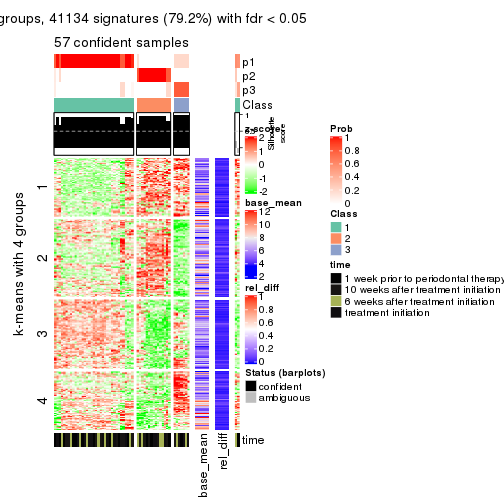 groups, 41134 signatures (79.2%) with fdr < 0.05
57 confident samples
p1
p2
p3
Class
1
0.5
0
Silhouette
score
z-score
2
1
0
-1
-2
base_mean
12
10
8
6
4
2
rel_diff
1
0.8
0.6
0.4
0.2
0
Status (barplots)
confident
ambiguous
Prob
1
0.8
0.6
0.4
0.2
0
Class
1
2
3
time
1 week prior to periodontal therapy
10 weeks after treatment initiation
6 weeks after treatment initiation
treatment initiation
k-means with 4 groups
1
2
3
4
time
base_mean
rel_diff